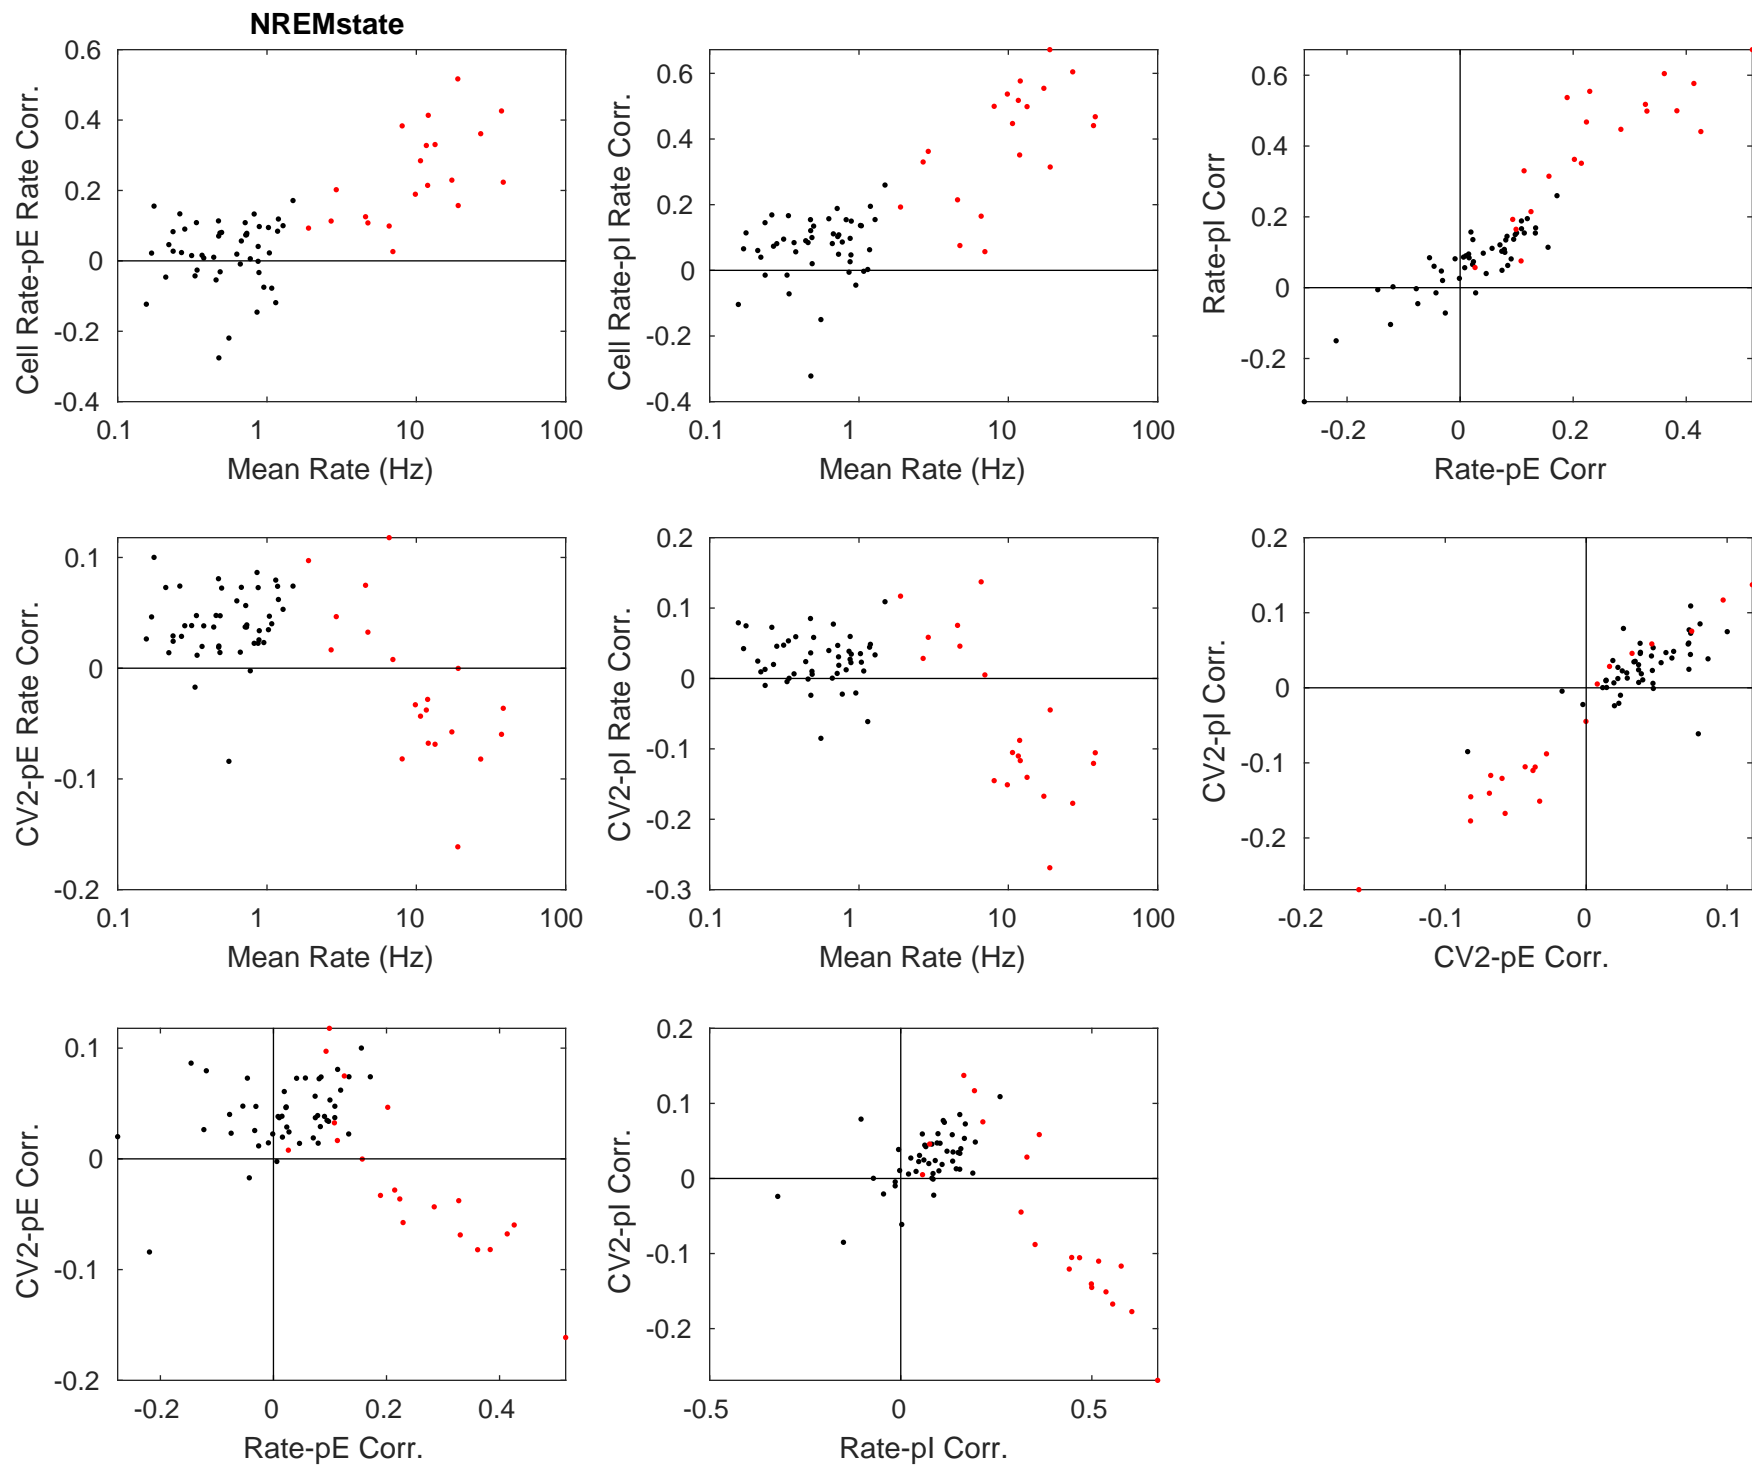 NREMstate
0.6
0.4
0.2
0
-0.2
-0.4
Cell Rate-pE Rate Corr.
0.1 1 10 100
Mean Rate (Hz)
0.6
0.4
0.2
0
-0.2
-0.4
Cell Rate-pI Rate Corr.
0.1 1 10 100
Mean Rate (Hz)
0.6
0.4
0.2
0
-0.2
Rate-pI Corr
-0.2 0 0.2 0.4
Rate-pE Corr
0.1
0
-0.1
-0.2
CV2-pE Rate Corr.
0.1 1 10 100
Mean Rate (Hz)
0.2
0.1
0
-0.1
-0.2
-0.3
CV2-pI Rate Corr.
0.1 1 10 100
Mean Rate (Hz)
0.2
0.1
0
-0.1
-0.2
CV2-pI Corr.
-0.2 -0.1 0 0.1
CV2-pE Corr.
0.1
0
-0.1
-0.2
CV2-pE Corr.
-0.2 0 0.2 0.4
Rate-pE Corr.
0.2
0.1
0
-0.1
-0.2
CV2-pI Corr.
-0.5 0 0.5
Rate-pI Corr.